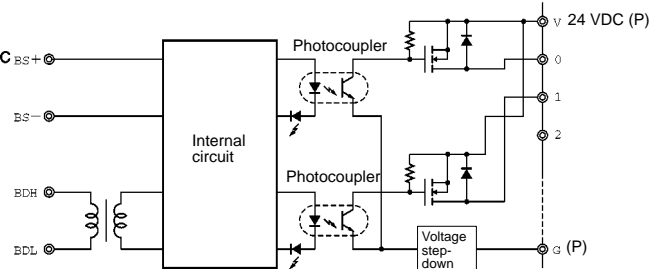 V 24 VDC (P)
Photocoupler
C BS+
0
1
BS−
2
Internal
circuit
Photocoupler
BDH
BDL
Voltage
step-
down
G (P)